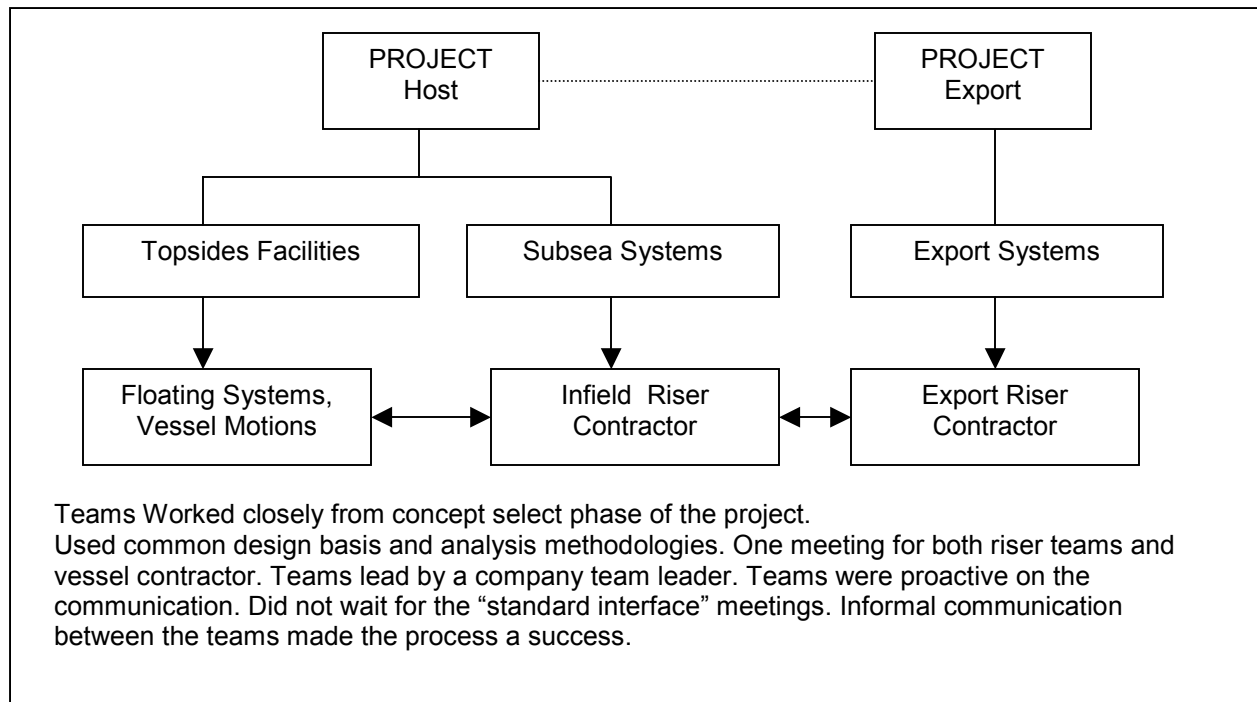 PROJECT
Host
PROJECT
Export
Topsides Facilities
Subsea Systems
Export Systems
Floating Systems,
Vessel Motions
Infield Riser
Contractor
Export Riser
Contractor
Teams Worked closely from concept select phase of the project.
Used common design basis and analysis methodologies. One meeting for both riser teams and
vessel contractor. Teams lead by a company team leader. Teams were proactive on the
communication. Did not wait for the “standard interface” meetings. Informal communication
between the teams made the process a success.